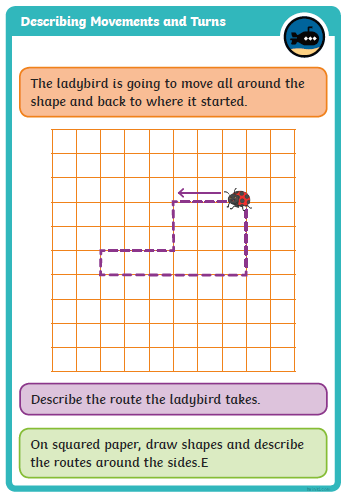 Describing Movements and Turns
The ladybird is going to move all around the
shape and back to where it started.
Describe the route the ladybird takes.
On squared paper, draw shapes and describe
the routes around the sides.E